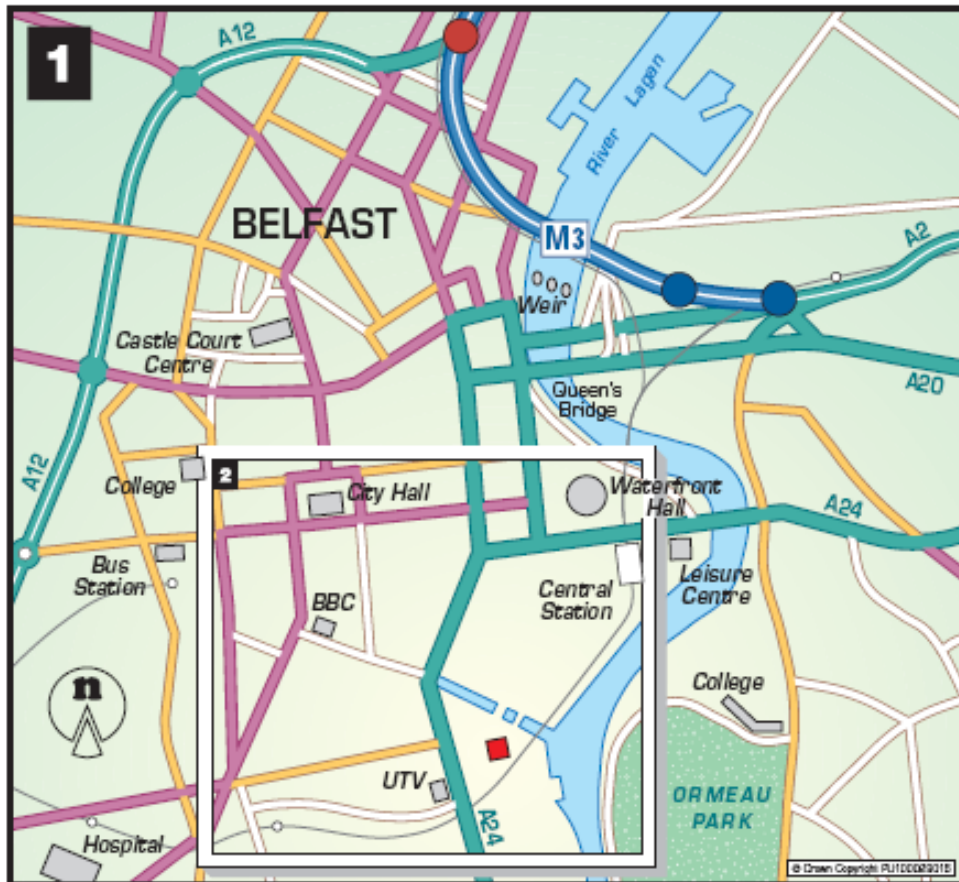 1
A12
River Lagan
BELFAST
M3
A2
Weir
Castle Court
Centre
Queen's
Bridge
A20
A12
College
2
City Hall
Waterfront
Hall
A24
Bus
Station
BBC
Central
Station
Leisure
Centre
n
College
UTV
A24
ORMEAU
PARK
Hospital
© Crown Copyright